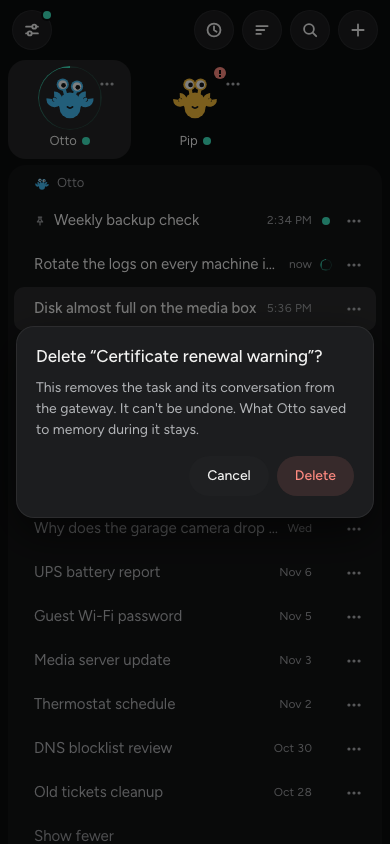 Otto
Pip
Otto
Weekly backup check 2:34 PM
Rotate the logs on every machine i... now
Disk almost full on the media box 5:36 PM
Delete “Certificate renewal warning”?
This removes the task and its conversation from
the gateway. It can't be undone. What Otto saved
to memory during it stays.
Cancel Delete
Why does the garage camera drop ... Wed
UPS battery report Nov 6
Guest Wi-Fi password Nov 5
Media server update Nov 3
Thermostat schedule Nov 2
DNS blocklist review Oct 30
Old tickets cleanup Oct 28
Show fewer